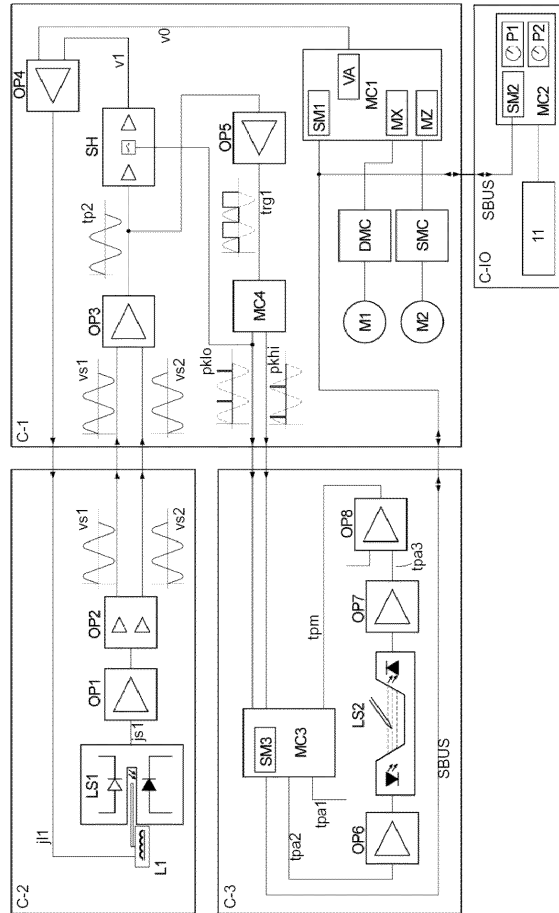 C-2
jl1
L1
LS1
js1
OP1
OP2
vs1
vs2
C-1
vs1
vs2
OP3
tp2
SH
v1
v0
OP4
OP5
trg1
MC4
pklo
pkhi
SM1
VA
MC1
MX
MZ
DMC
SMC
M1
M2
C-3
tpa2
tpa1
SM3
MC3
tpm
OP6
LS2
OP7
tpa3
OP8
SBUS
C-IO
SBUS
11
SM2
P1
P2
MC2